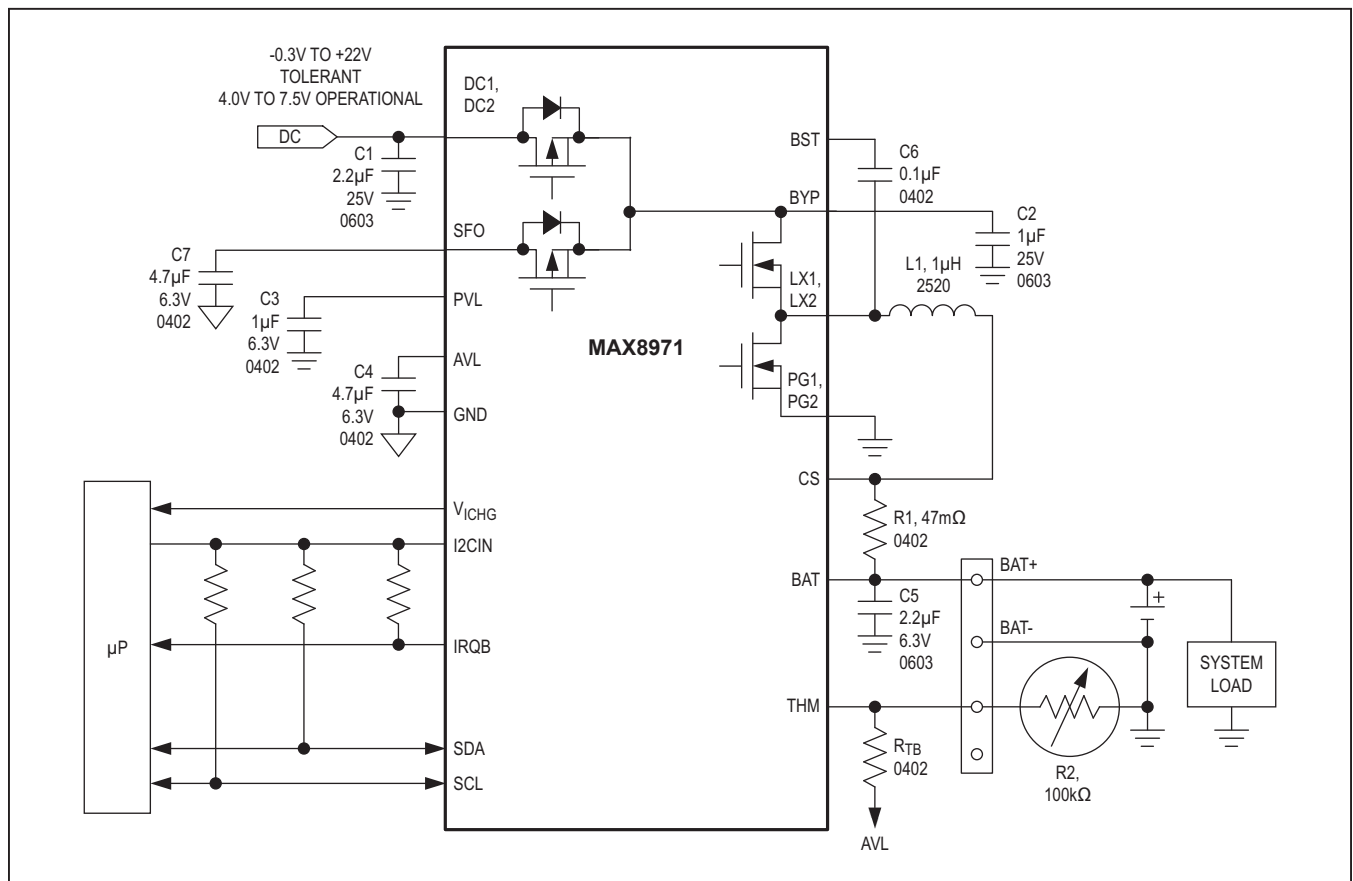 -0.3V TO +22V
TOLERANT
4.0V TO 7.5V OPERATIONAL
DC
C1
2.2µF
25V
0603
DC1,
DC2
SFO
C7
4.7µF
6.3V
0402
C3
1µF
6.3V
0402
PVL
AVL
C4
4.7µF
6.3V
0402
GND
MAX8971
BST
C6
0.1µF
0402
BYP
C2
1µF
25V
0603
LX1,
LX2
L1, 1µH
2520
PG1,
PG2
CS
R1, 47mΩ
0402
BAT
C5
2.2µF
6.3V
0603
BAT+
+
BAT-
SYSTEM
LOAD
THM
RTB
0402
AVL
R2,
100kΩ
µP
VICHG
I2CIN
IRQB
SDA
SCL